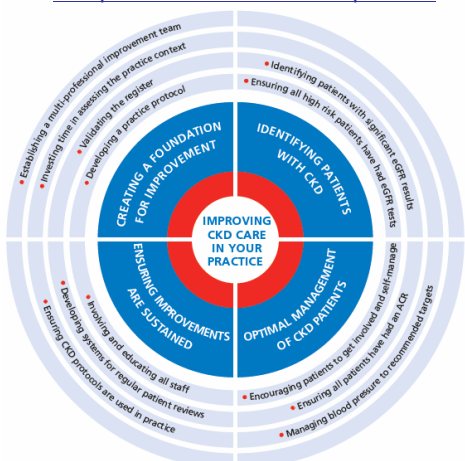 Establishing a multi-professional improvement team
Investing time in assessing the practice context
Validating the register
Developing a practice protocol
CREATING A FOUNDATION
FOR IMPROVEMENT
Identifying patients with significant eGFR results
Ensuring all high risk patients have had eGFR tests
IDENTIFYING PATIENTS
WITH CKD
IMPROVING
CKD CARE
IN YOUR
PRACTICE
ENSURING IMPROVEMENTS
ARE SUSTAINED
Involving and educating all staff
Developing systems for regular patient reviews
Ensuring CKD protocols are used in practice
OPTIMAL MANAGEMENT
OF CKD PATIENTS
Encouraging patients to get involved and self-manage
Ensuring all patients have had an ACR
Managing blood pressure to recommended targets